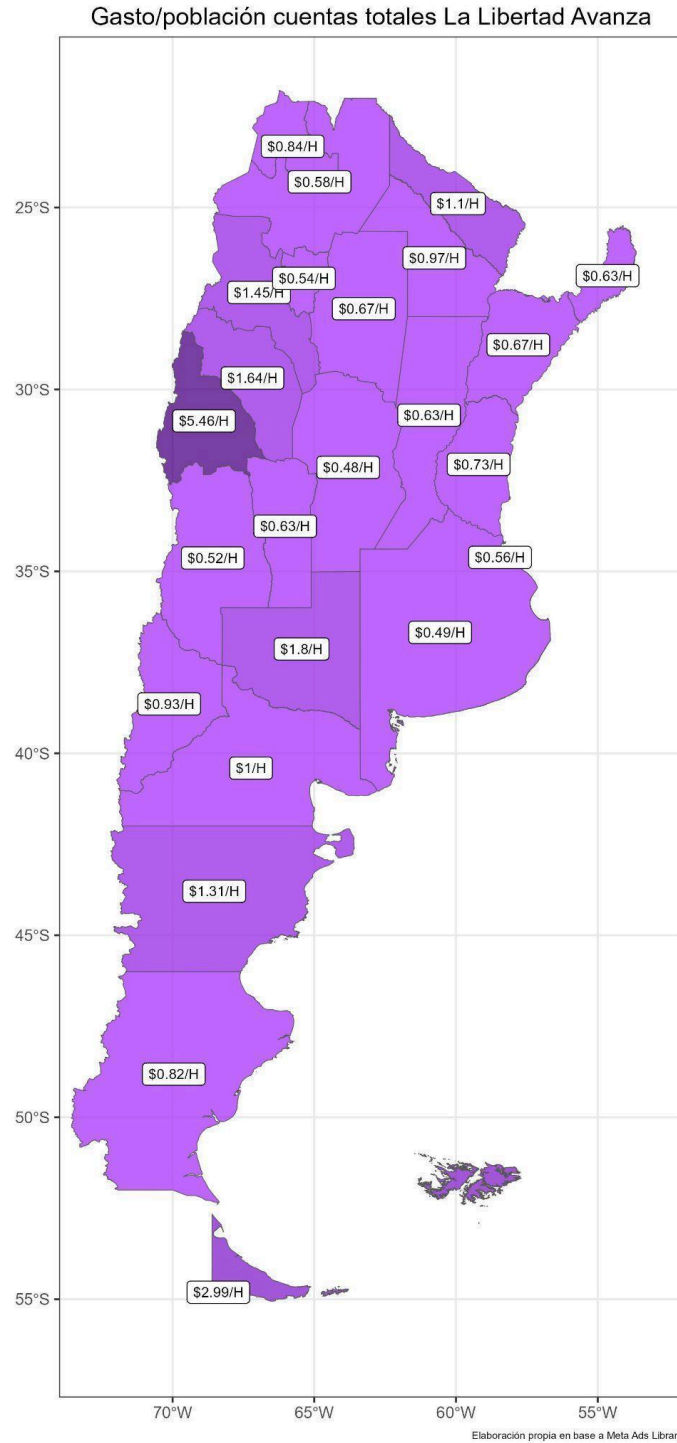 Gasto/población cuentas totales La Libertad Avanza
$0.84/H
$0.58/H
25°S
$1.1/H
$0.97/H
$0.63/H
$0.54/H
$1.45/H
$0.67/H
$0.67/H
30°S
$1.64/H
$5.46/H
$0.63/H
$0.48/H
$0.73/H
$0.63/H
$0.52/H
$0.56/H
35°S
$0.49/H
$1.8/H
$0.93/H
40°S
$1/H
$1.31/H
45°S
$0.82/H
50°S
$2.99/H
55°S
70°W 65°W 60°W 55°W
Elaboración propia en base a Meta Ads Librar